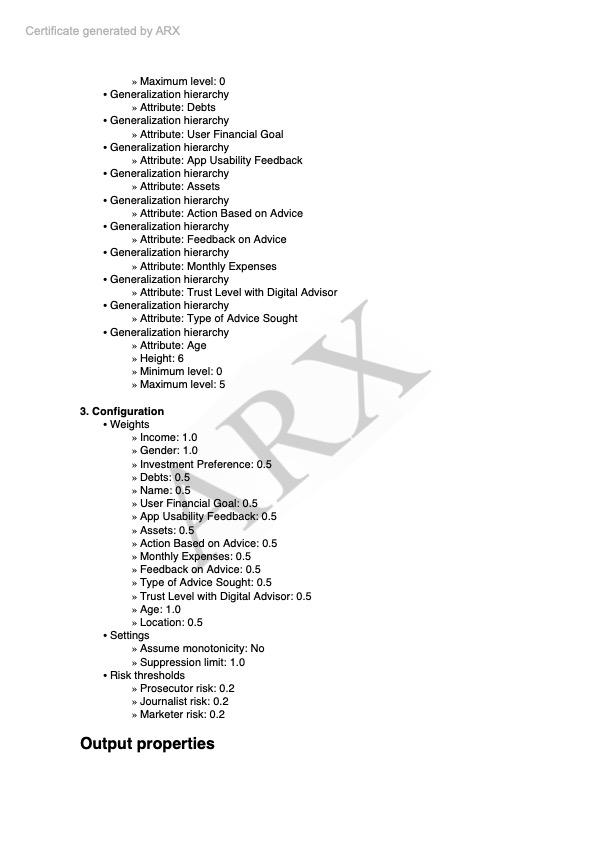 Certificate generated by ARX
» Maximum level: 0
• Generalization hierarchy
» Attribute: Debts
• Generalization hierarchy
» Attribute: User Financial Goal
• Generalization hierarchy
» Attribute: App Usability Feedback
• Generalization hierarchy
» Attribute: Assets
• Generalization hierarchy
» Attribute: Action Based on Advice
• Generalization hierarchy
» Attribute: Feedback on Advice
• Generalization hierarchy
» Attribute: Monthly Expenses
• Generalization hierarchy
» Attribute: Trust Level with Digital Advisor
• Generalization hierarchy
» Attribute: Type of Advice Sought
• Generalization hierarchy
» Attribute: Age
» Height: 6
» Minimum level: 0
» Maximum level: 5
3. Configuration
• Weights
» Income: 1.0
» Gender: 1.0
» Investment Preference: 0.5
» Debts: 0.5
» Name: 0.5
» User Financial Goal: 0.5
» App Usability Feedback: 0.5
» Assets: 0.5
» Action Based on Advice: 0.5
» Monthly Expenses: 0.5
» Feedback on Advice: 0.5
» Type of Advice Sought: 0.5
» Trust Level with Digital Advisor: 0.5
» Age: 1.0
» Location: 0.5
• Settings
» Assume monotonicity: No
» Suppression limit: 1.0
• Risk thresholds
» Prosecutor risk: 0.2
» Journalist risk: 0.2
» Marketer risk: 0.2
Output properties
ARX